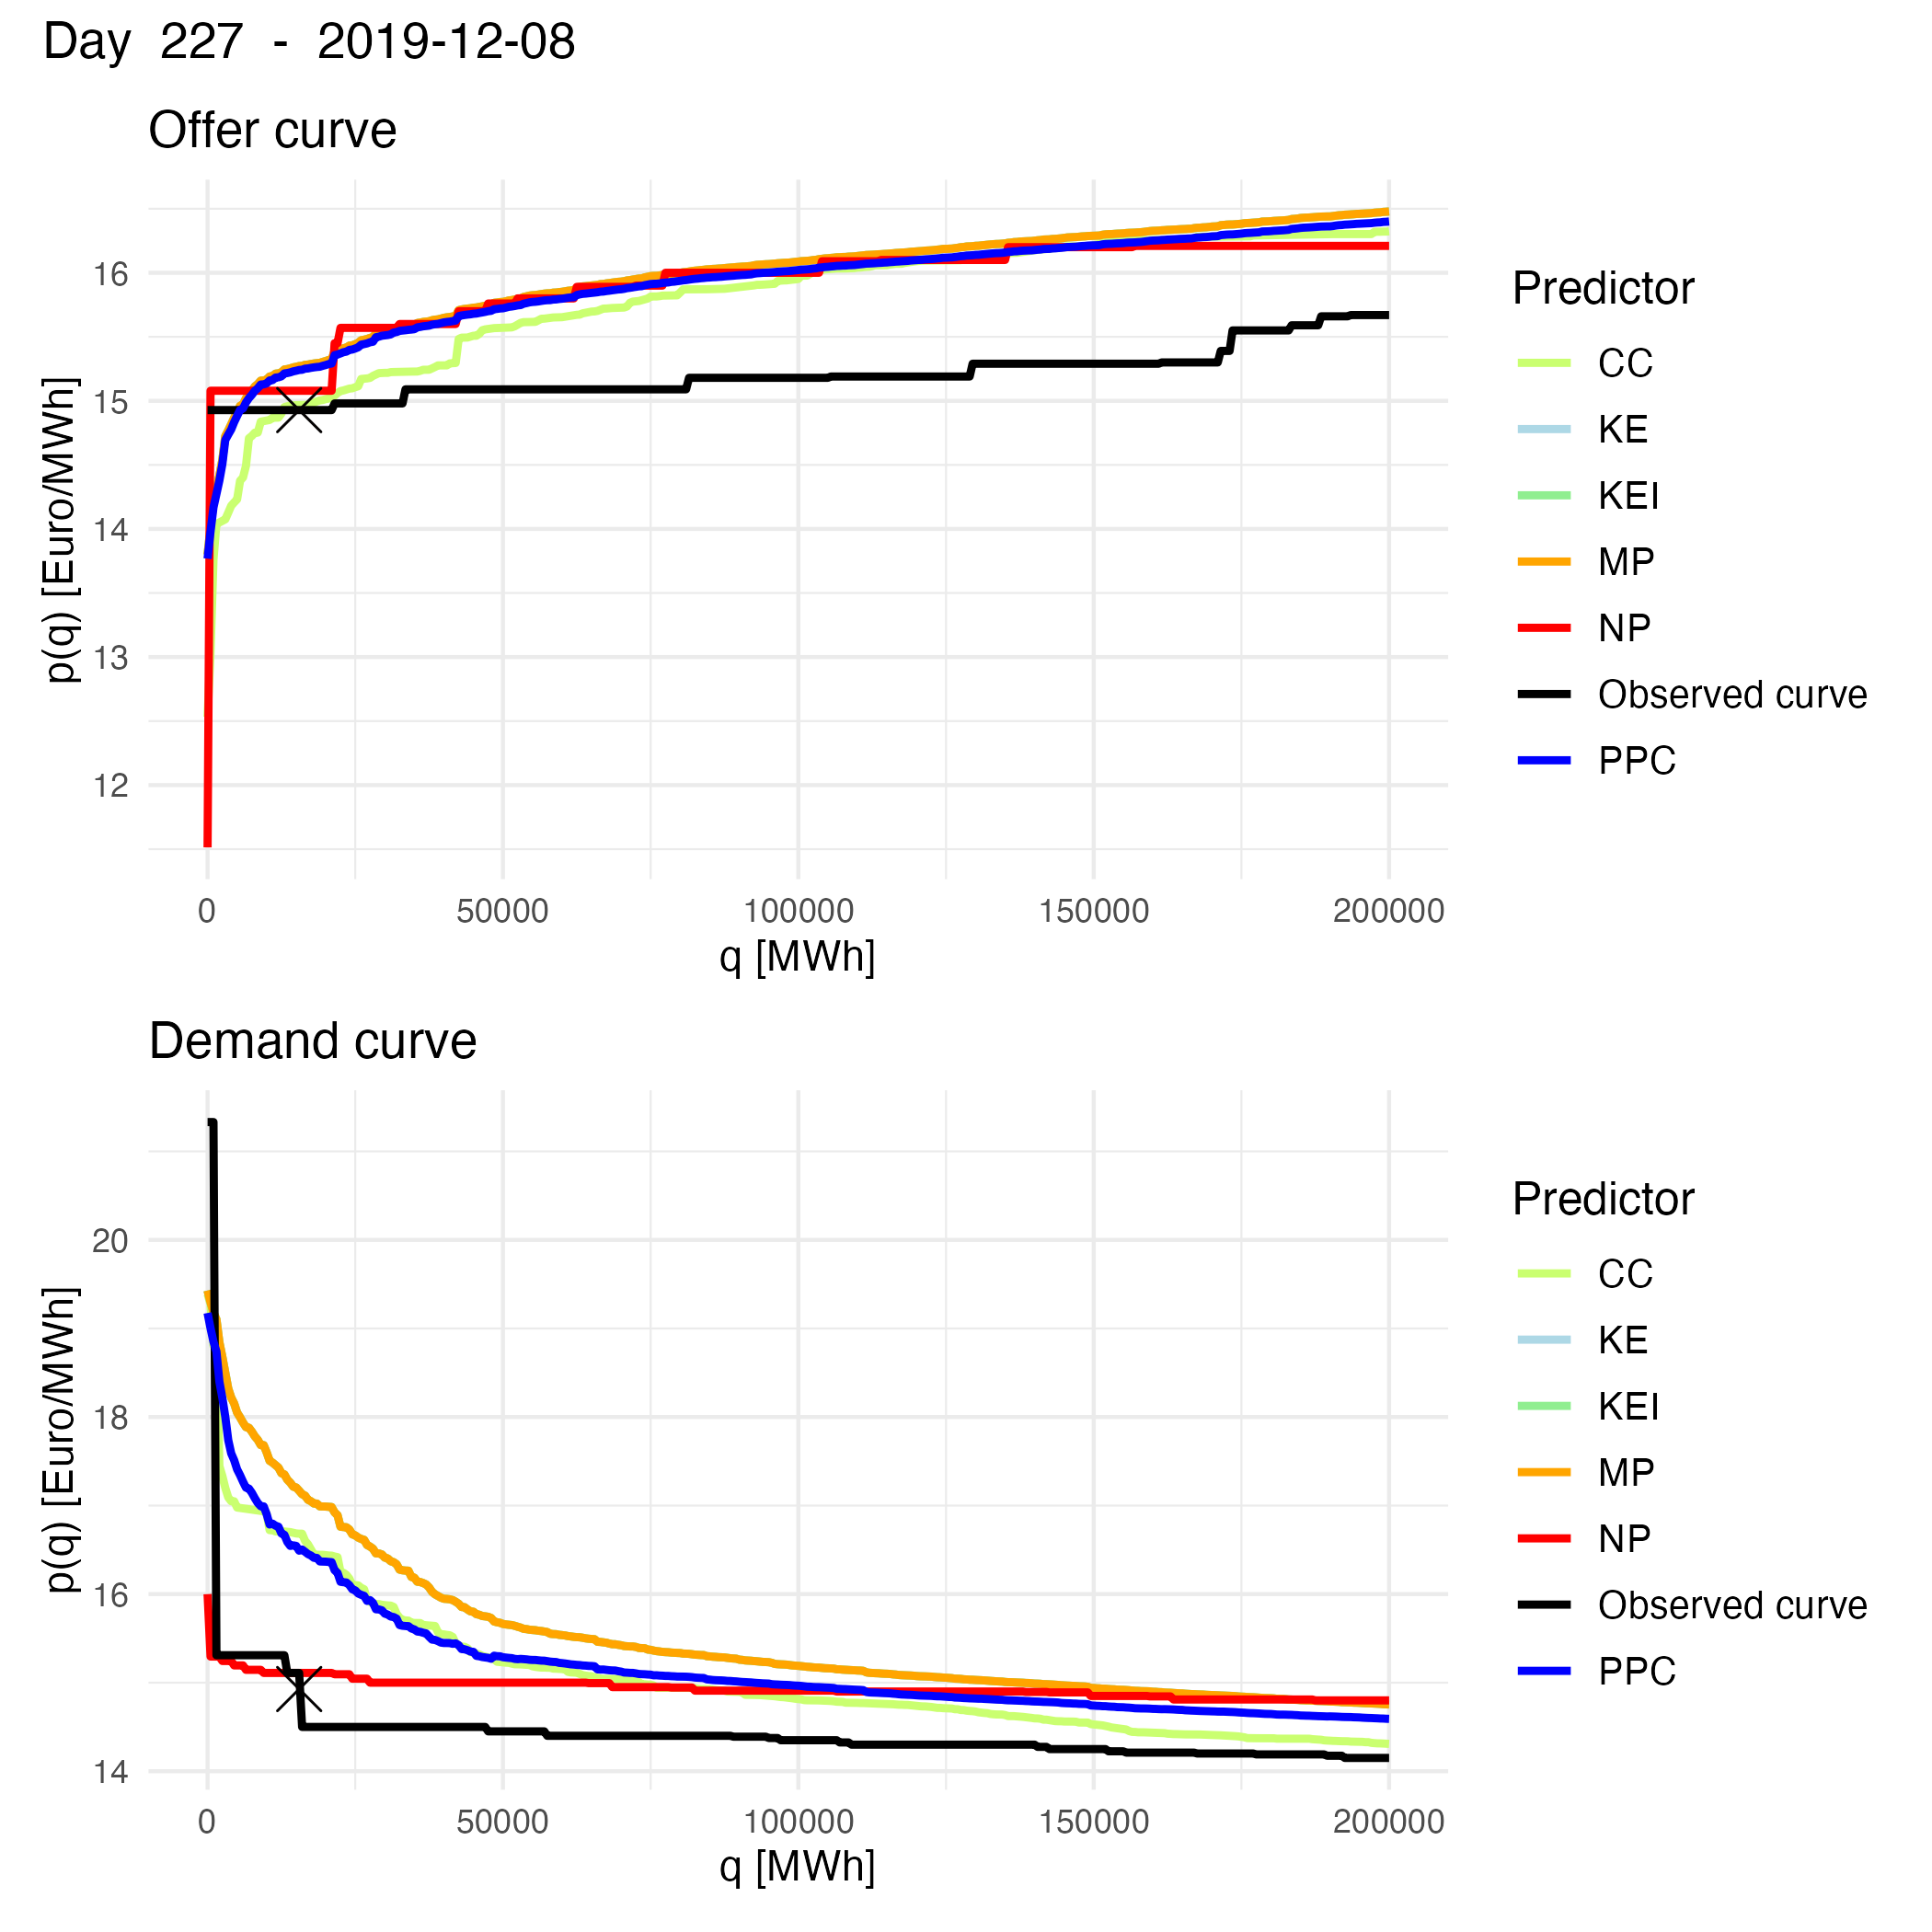 Day 227 - 2019-12-08
Offer curve
p(q) [Euro/MWh]
16
15
14
13
12
0 50000 100000 150000 200000
q [MWh]
Predictor
CC
KE
KEI
MP
NP
Observed curve
PPC
Demand curve
p(q) [Euro/MWh]
20
18
16
14
0 50000 100000 150000 200000
q [MWh]
Predictor
CC
KE
KEI
MP
NP
Observed curve
PPC